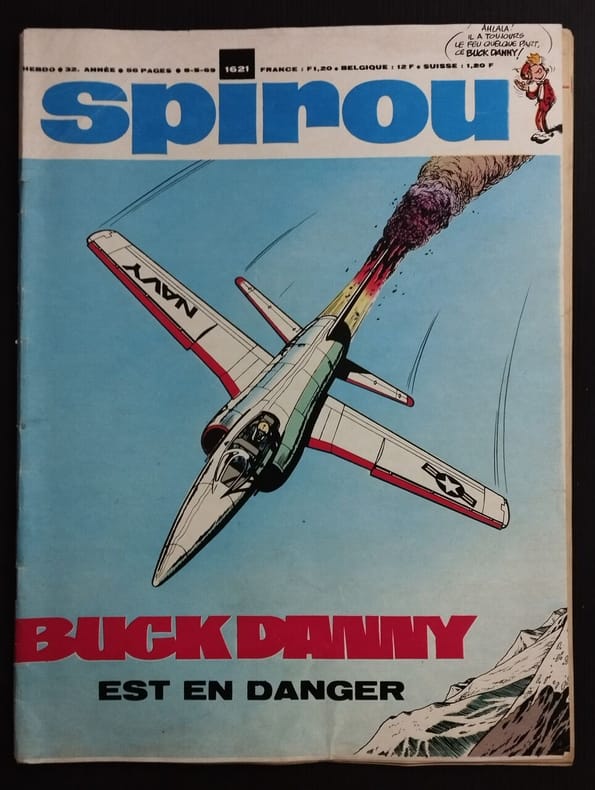 AHLALA!
IL A TOUJOURS
LE FEU QUELQUE PART,
CE BUCK DANNY!
HEBDO • 32. ANNÉE • 56 PAGES • 8-5-69 1621 FRANCE : F1,20 • BELGIQUE : 12 F • SUISSE : 1,20 F
spirou
NAVY
BUCK DANNY
EST EN DANGER